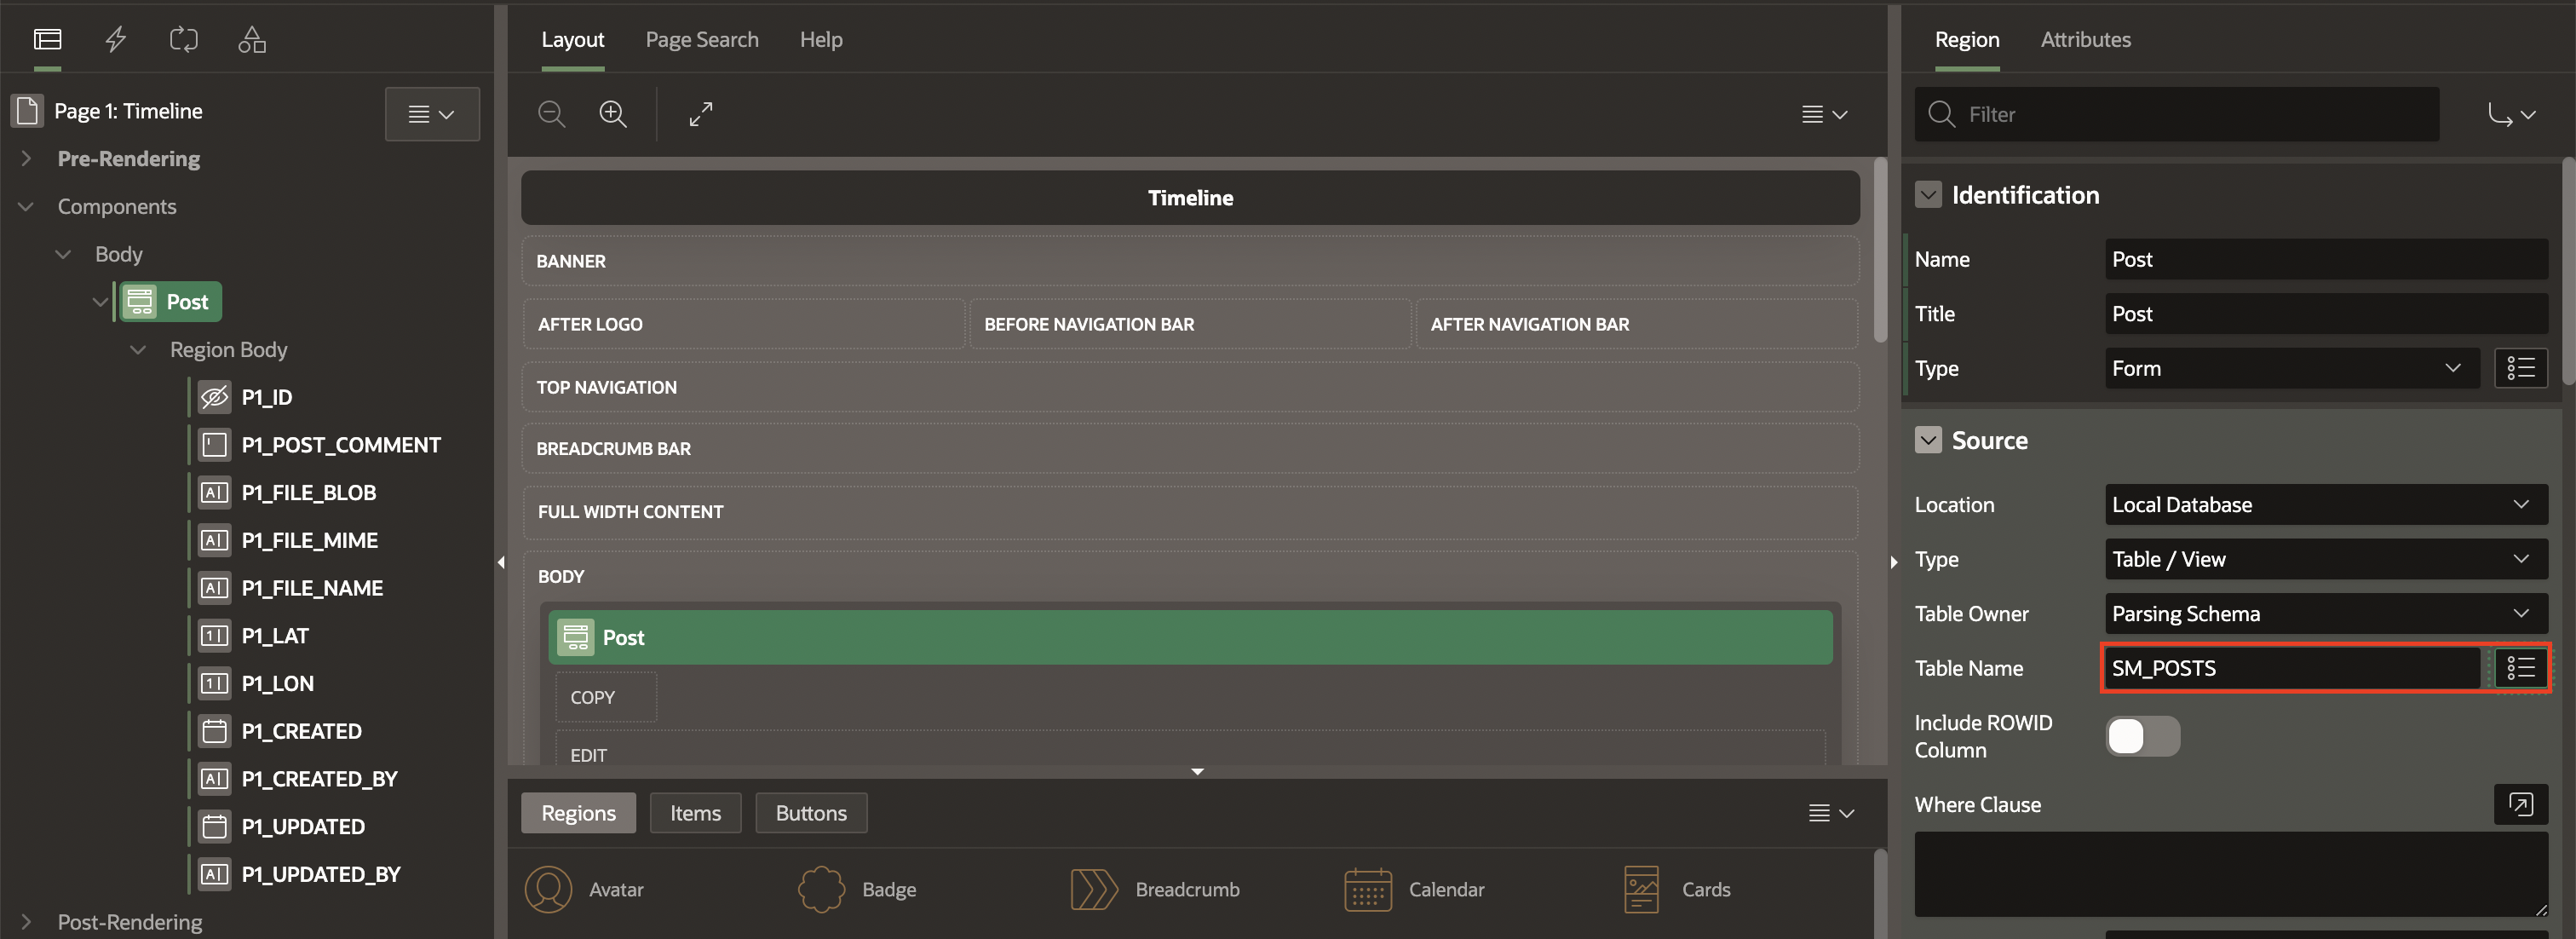 Page 1: Timeline
Pre-Rendering
Components
Body
Post
Region Body
P1_ID
P1_POST_COMMENT
P1_FILE_BLOB
P1_FILE_MIME
P1_FILE_NAME
P1_LAT
P1_LON
P1_CREATED
P1_CREATED_BY
P1_UPDATED
P1_UPDATED_BY
Post-Rendering
Layout Page Search Help
Timeline
BANNER
AFTER LOGO BEFORE NAVIGATION BAR AFTER NAVIGATION BAR
TOP NAVIGATION
BREADCRUMB BAR
FULL WIDTH CONTENT
BODY
Post
COPY
EDIT
Regions Items Buttons
Avatar Badge Breadcrumb Calendar Cards
Region Attributes
Filter
Identification
Name Post
Title Post
Type Form
Source
Location Local Database
Type Table / View
Table Owner Parsing Schema
Table Name SM_POSTS
Include ROWID
Column
Where Clause